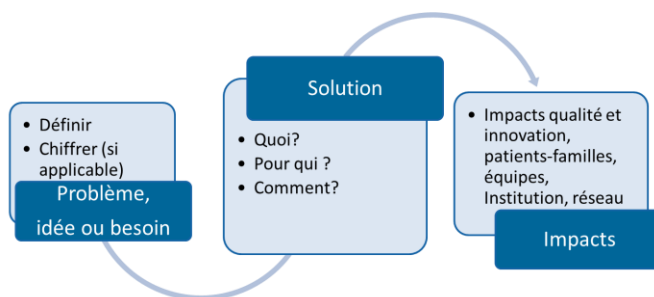 • Définir
• Chiffrer (si
applicable)
Problème,
idée ou besoin
Solution
• Quoi?
• Pour qui ?
• Comment?
• Impacts qualité et
innovation,
patients-familles,
équipes,
Institution, réseau
Impacts